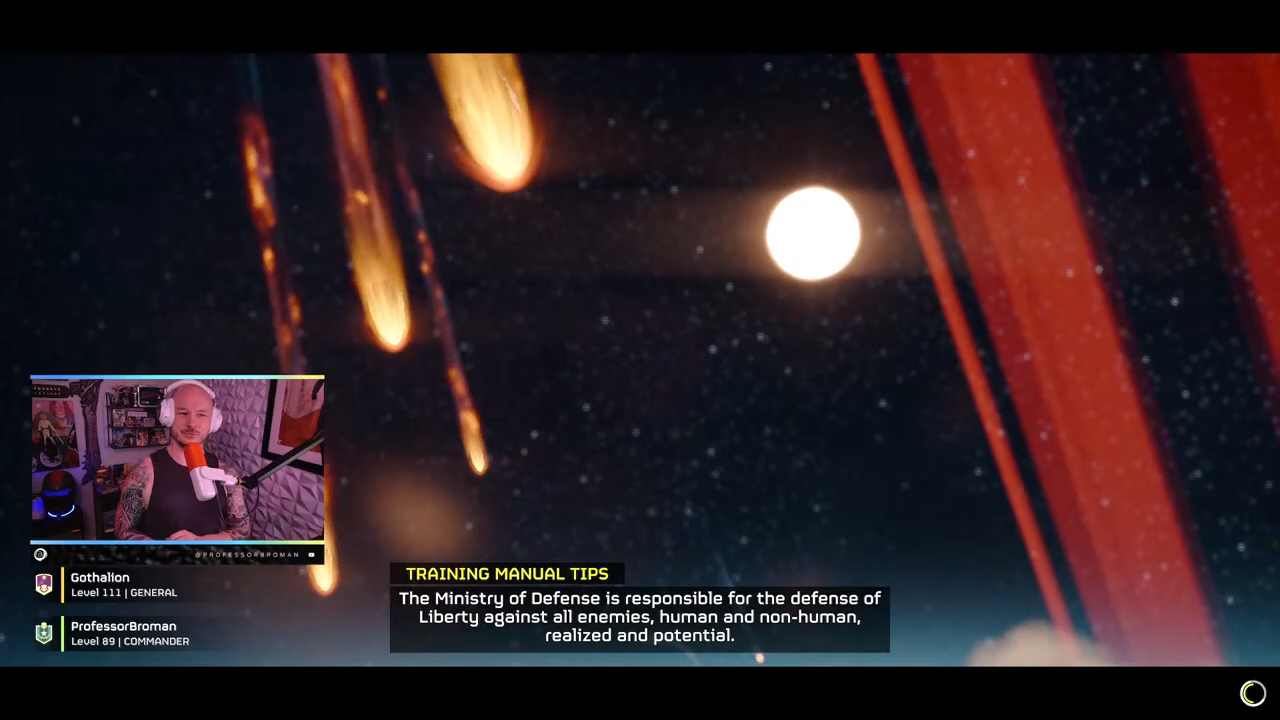 @PROFESSORBROMAN
Gothalion
Level 111 | GENERAL
ProfessorBroman
Level 89 | COMMANDER
TRAINING MANUAL TIPS
The Ministry of Defense is responsible for the defense of
Liberty against all enemies, human and non-human,
realized and potential.